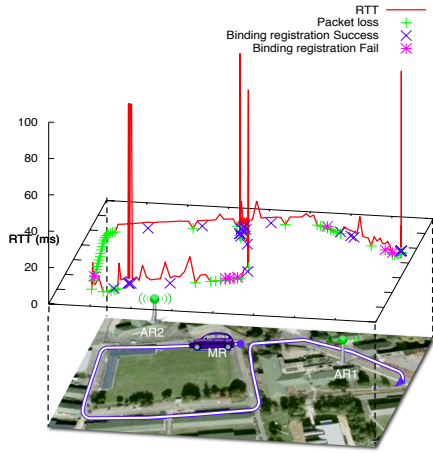 RTT
Packet loss
Binding registration Success
Binding registration Fail
100
80
60
40
20
0
RTT (ms)
AR2
MR
AR1